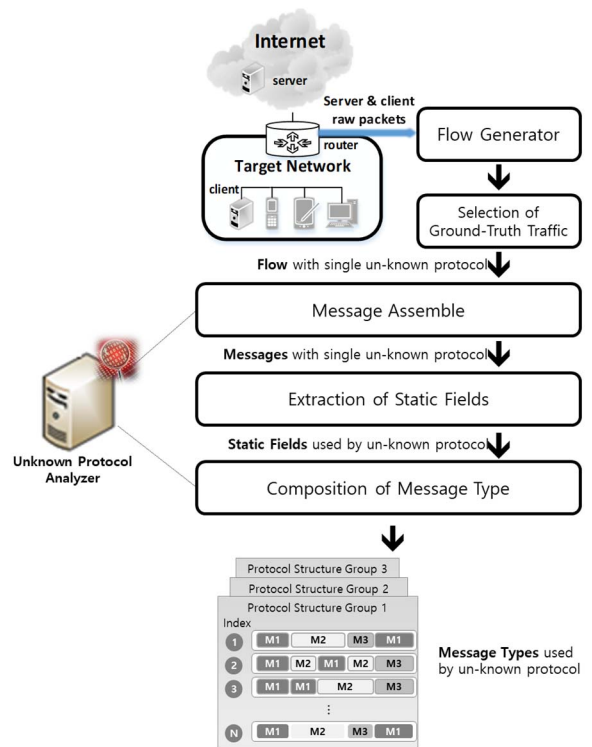 Internet
server
Server & client
raw packets
router
Flow Generator
Target Network
client
Selection of
Ground-Truth Traffic
Flow with single un-known protocol
Message Assemble
Messages with single un-known protocol
Extraction of Static Fields
Static Fields used by un-known protocol
Unknown Protocol
Analyzer
Composition of Message Type
Protocol Structure Group 3
Protocol Structure Group 2
Protocol Structure Group 1
Index
1 M1 M2 M3 M1
2 M1 M2 M1 M2 M3
3 M1 M1 M2 M3
⋮
N M1 M2 M3 M1
Message Types used
by un-known protocol